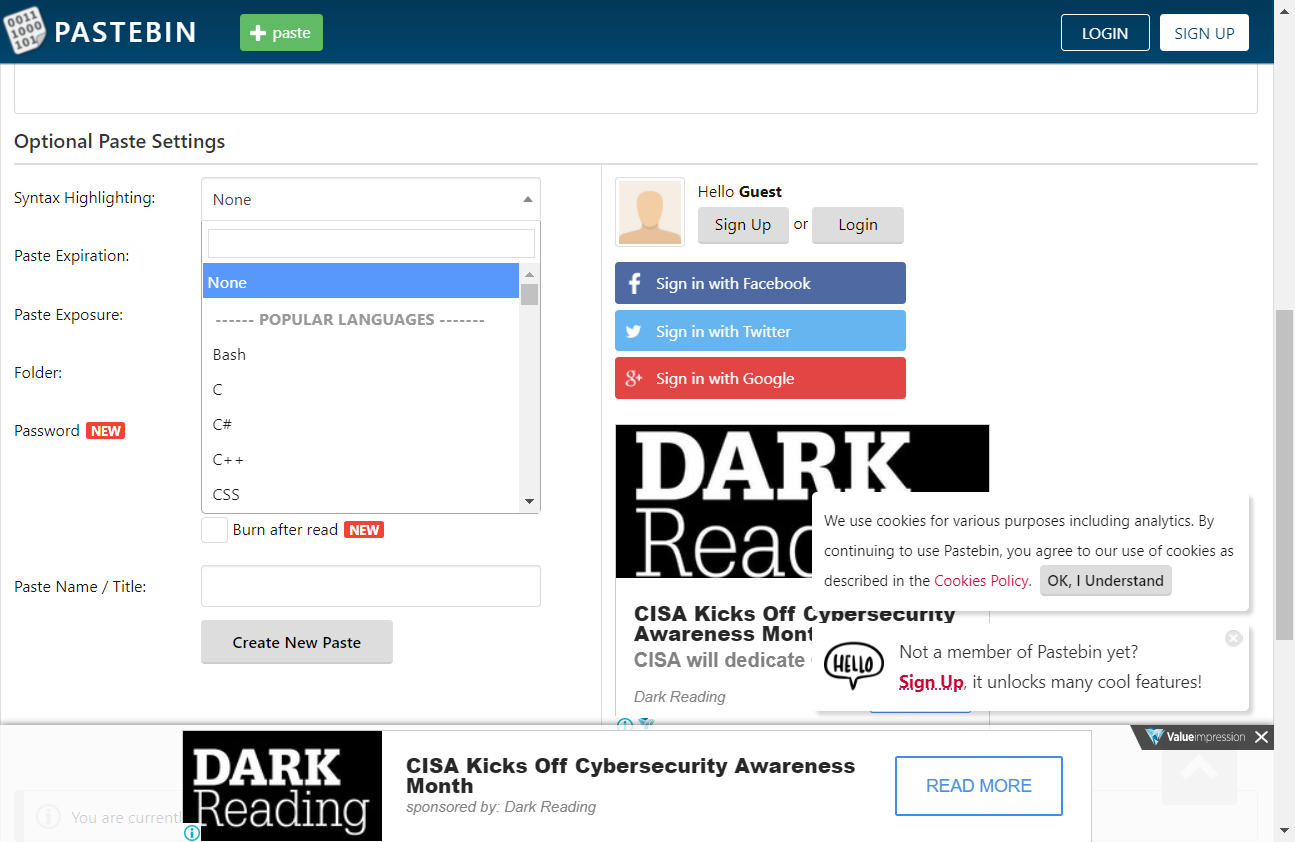 0011
1000
101
PASTEBIN
+ paste
LOGIN
SIGN UP
Optional Paste Settings
Syntax Highlighting:
None
None
------ POPULAR LANGUAGES -------
Bash
C
C#
C++
CSS
Paste Expiration:
Paste Exposure:
Folder:
Password NEW
Burn after read NEW
Paste Name / Title:
Create New Paste
Hello Guest
Sign Up or Login
Sign in with Facebook
Sign in with Twitter
Sign in with Google
DARK
Reading
CISA Kicks Off Cybersecurity
Awareness Mont
CISA will dedicate
Dark Reading
We use cookies for various purposes including analytics. By
continuing to use Pastebin, you agree to our use of cookies as
described in the Cookies Policy. OK, I Understand
HELLO
Not a member of Pastebin yet?
Sign Up, it unlocks many cool features!
Valueimpression
DARK
Reading
CISA Kicks Off Cybersecurity Awareness
Month
sponsored by: Dark Reading
READ MORE
You are currentl